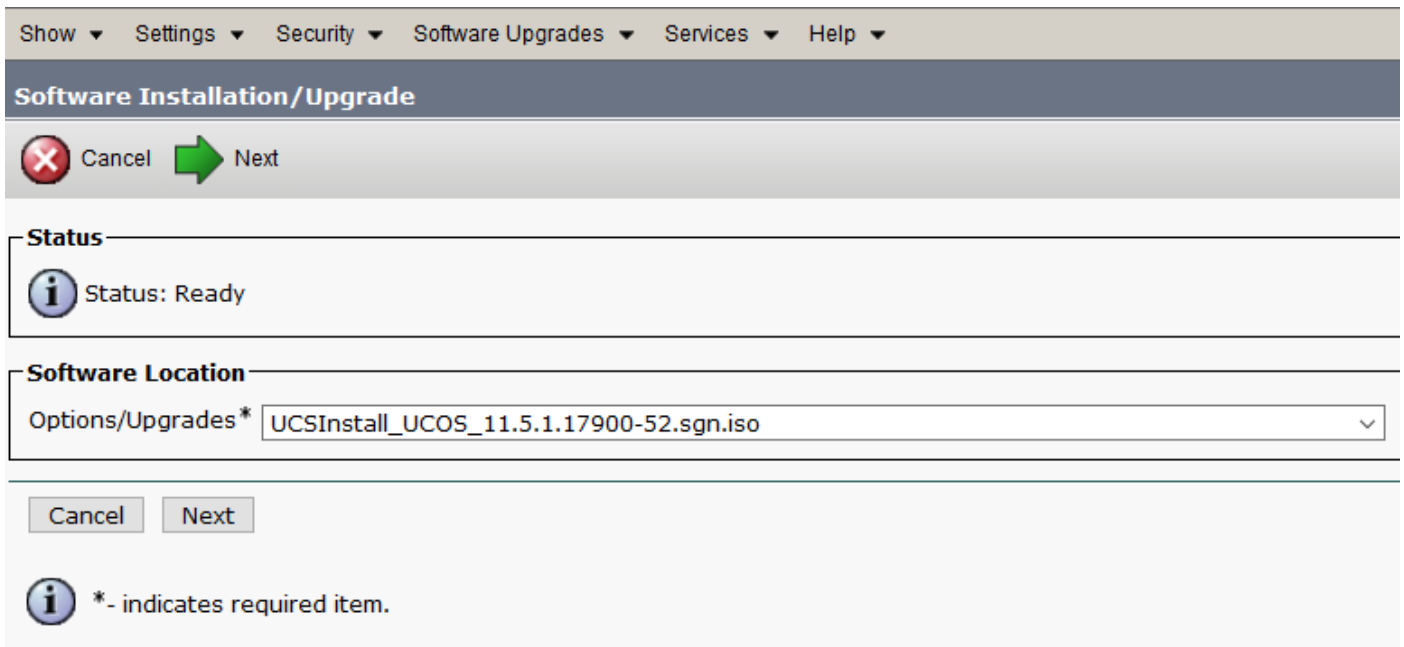 Show Settings Security Software Upgrades Services Help
Software Installation/Upgrade
Cancel Next
Status
Status: Ready
Software Location
Options/Upgrades* UCSInstall_UCOS_11.5.1.17900-52.sgn.iso
Cancel Next
*- indicates required item.